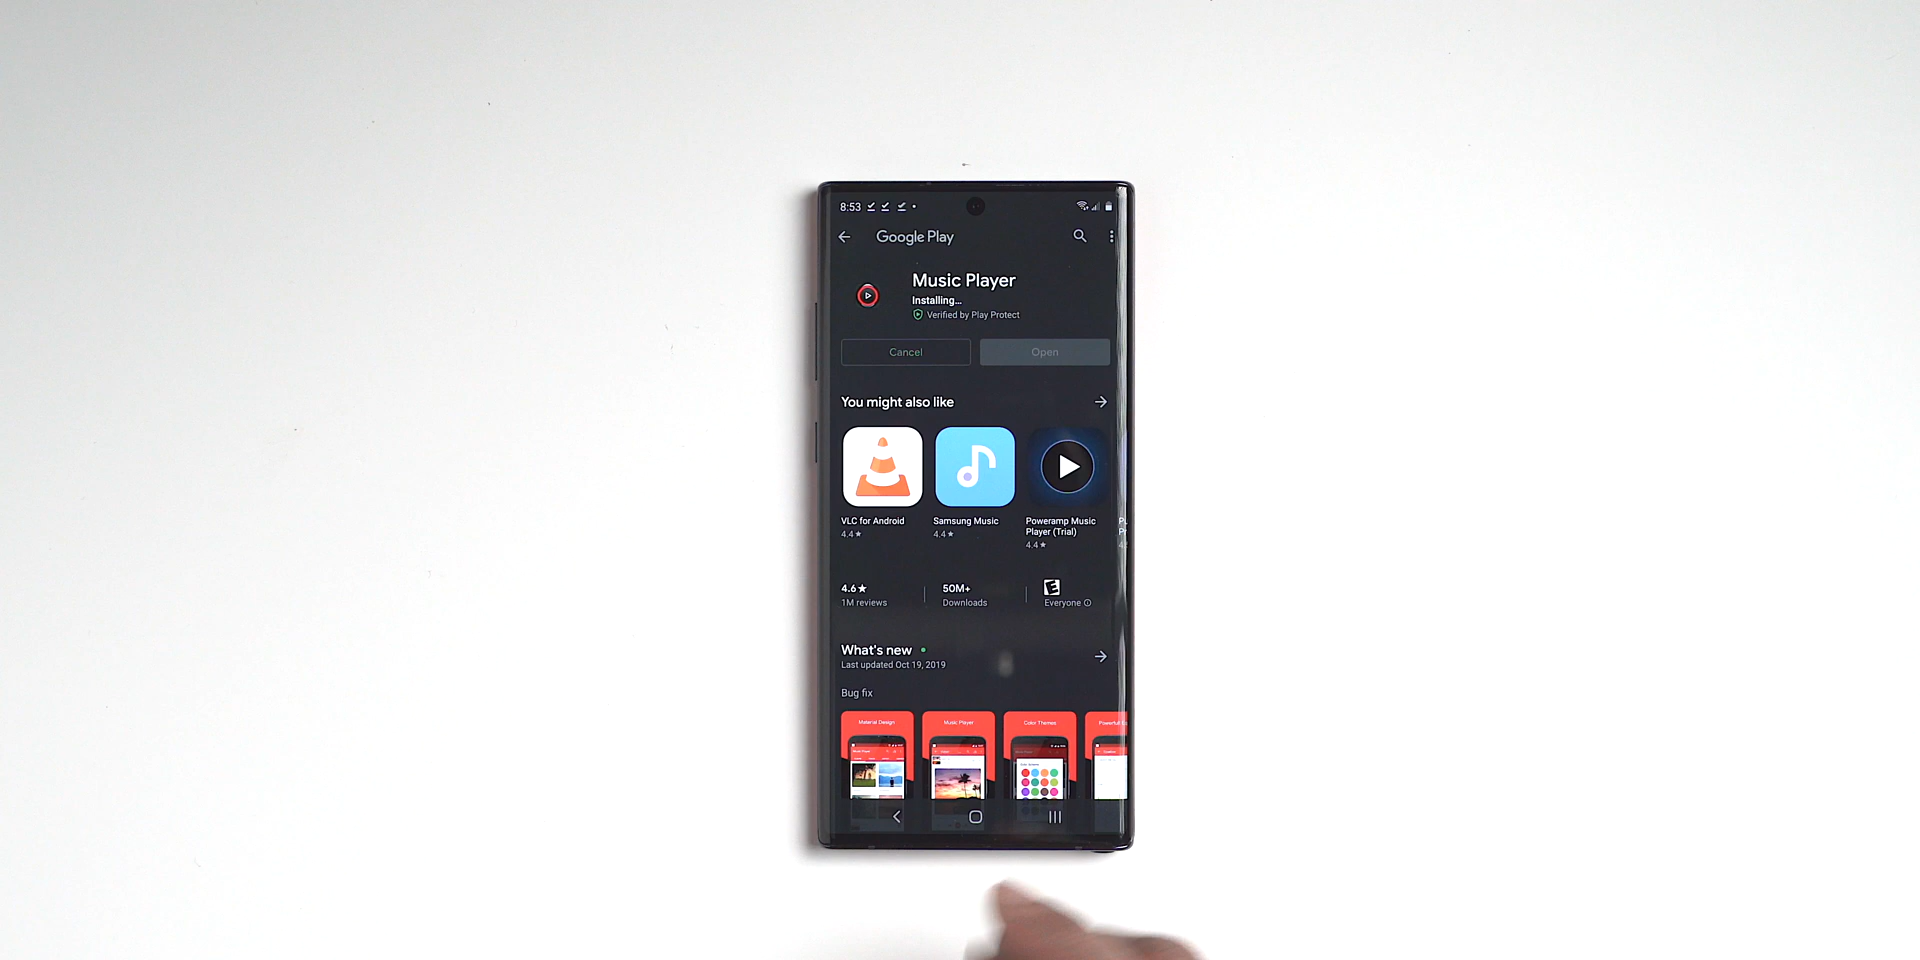 8:53
Google Play
Music Player
Installing...
Verified by Play Protect
Cancel
Open
You might also like
VLC for Android
4.4★
Samsung Music
4.4★
Poweramp Music
Player (Trial)
4.4★
4.6★
1M reviews
50M+
Downloads
E
Everyone
What's new
Last updated Oct 19, 2019
Bug fix
Material Design
Music Player
Color Themes